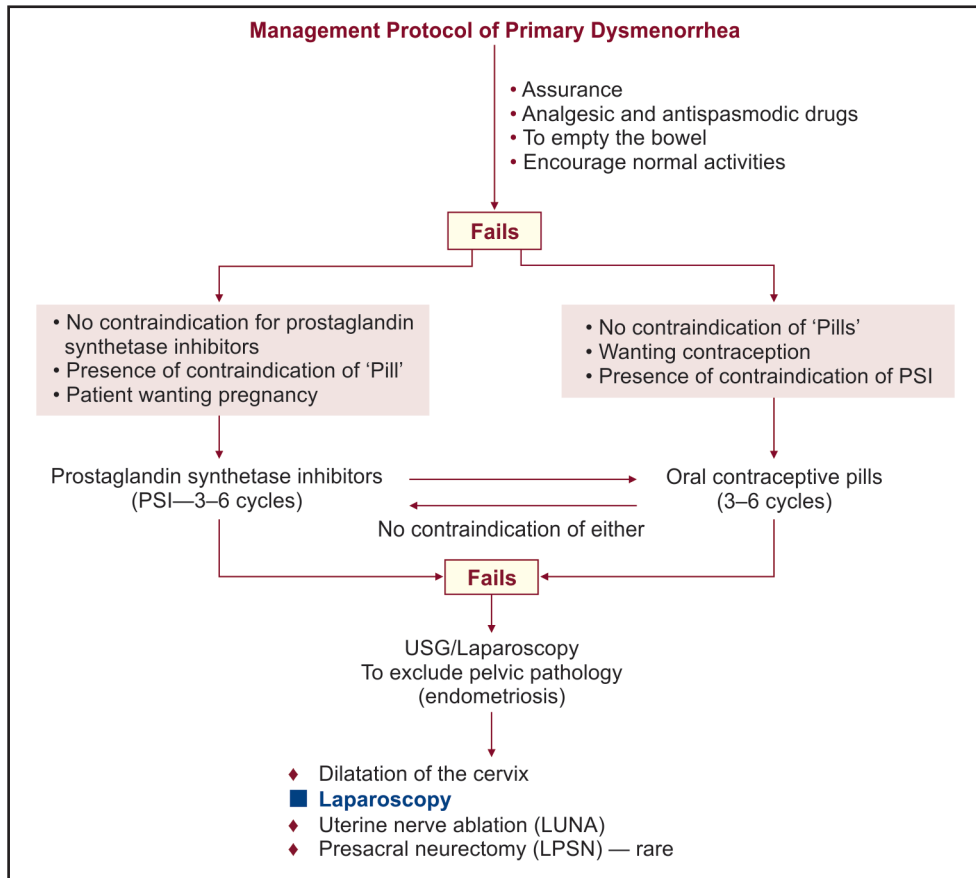 Management Protocol of Primary Dysmenorrhea
• Assurance
• Analgesic and antispasmodic drugs
• To empty the bowel
• Encourage normal activities
Fails
• No contraindication for prostaglandin
synthetase inhibitors
• Presence of contraindication of ‘Pill’
• Patient wanting pregnancy
• No contraindication of ‘Pills’
• Wanting contraception
• Presence of contraindication of PSI
Prostaglandin synthetase inhibitors
(PSI—3–6 cycles)
Oral contraceptive pills
(3–6 cycles)
No contraindication of either
Fails
USG/Laparoscopy
To exclude pelvic pathology
(endometriosis)
♦ Dilatation of the cervix
■ Laparoscopy
♦ Uterine nerve ablation (LUNA)
♦ Presacral neurectomy (LPSN) — rare